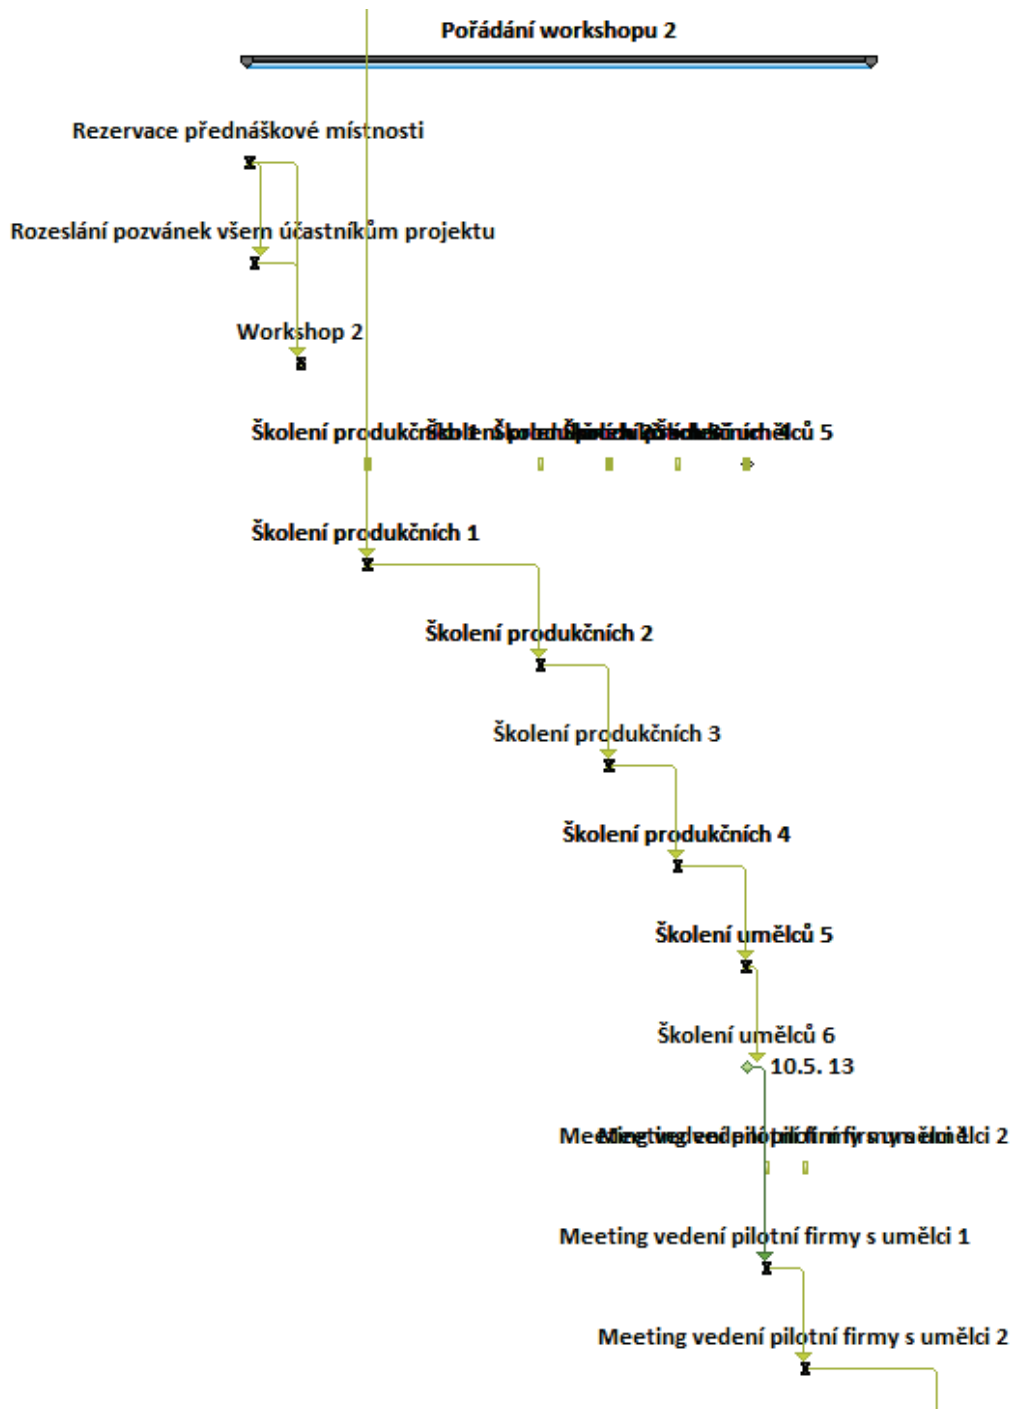 Pořádání workshopu 2
Rezervace přednáškové místnosti
Rozeslání pozvánek všem účastníkům projektu
Workshop 2
Školení produkčních 1
Školení produkčních 2
Školení produkčních 3
Školení produkčních 4
Školení umělců 5
Školení umělců 6
10.5. 13
Meeting vedení pilotní firmy s umělci 1
Meeting vedení pilotní firmy s umělci 2